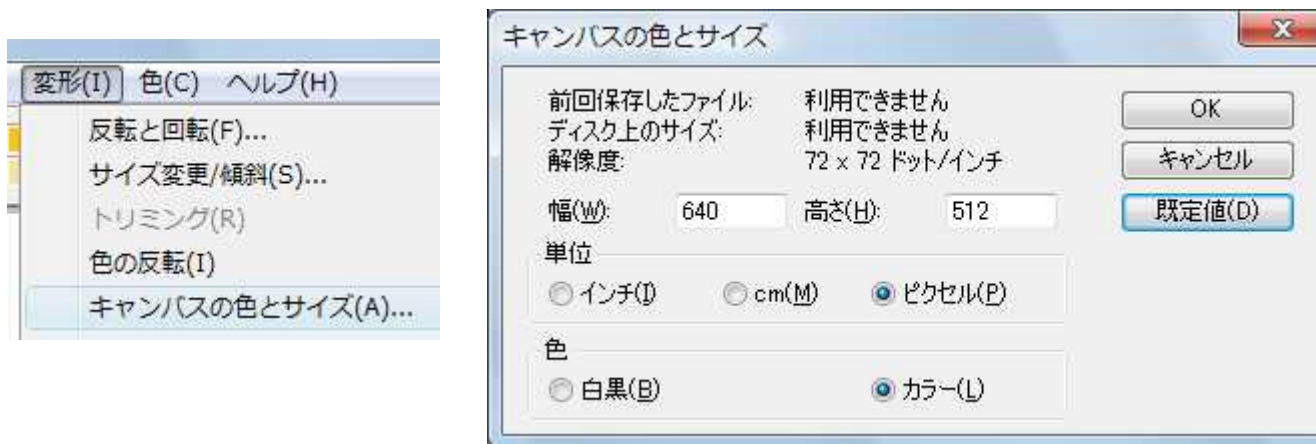 変形(I) 色(C) ヘルプ(H)
反転と回転(F)...
サイズ変更/傾斜(S)...
トリミング(R)
色の反転(I)
キャンバスの色とサイズ(A)...
キャンバスの色とサイズ
前回保存したファイル: 利用できません
ディスク上のサイズ: 利用できません
解像度: 72 x 72 ドット/インチ
幅(W): 640 高さ(H): 512
単位
インチ(I) cm(M) ピクセル(P)
色
白黒(B) カラー(L)
OK
キャンセル
既定値(D)